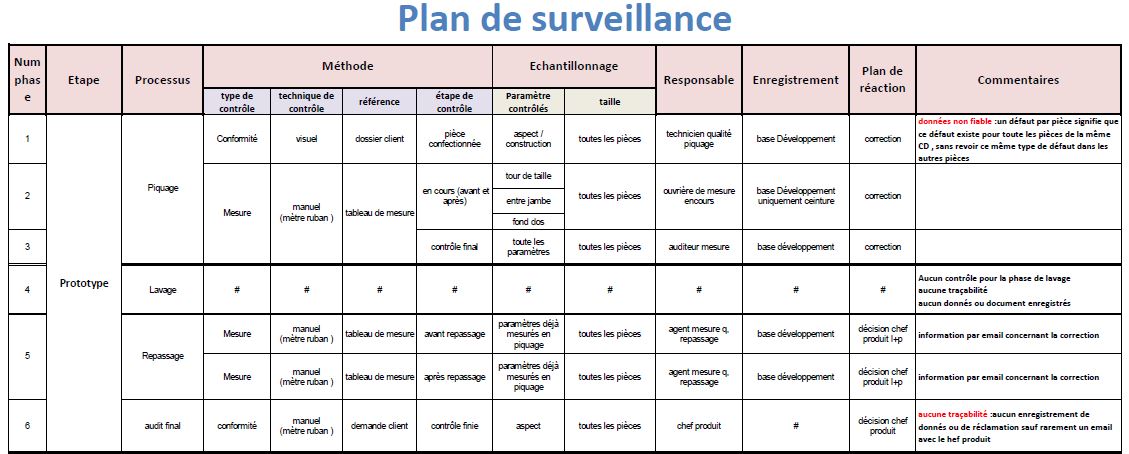 Plan de surveillance
Num phase Etape Processus Méthode Echantillonnage Responsable Enregistrement Plan de réaction Commentaires
type de contrôle technique de contrôle référence étape de contrôle Paramètre contrôlés taille
1 Prototype Piquage Conformité visuel dossier client pièce confectionnée aspect / construction toutes les pièces technicien qualité piquage base Développement correction données non fiable :un défaut par pièce signifie que ce défaut existe pour toute les pièces de la même CD , sans revoir ce même type de défaut dans les autres pièces
2 Mesure manuel (mètre ruban ) tableau de mesure en cours (avant et après) tour de taille toutes les pièces ouvrière de mesure encours base Développement uniquement ceinture correction
entre jambe
fond dos
3 contrôle final toute les paramètres toutes les pièces auditeur mesure base développement correction
4 Lavage # # # # # # # # # Aucun contrôle pour la phase de lavage
aucune traçabilité
aucun donnés ou document enregistrés
5 Repassage Mesure manuel (mètre ruban ) tableau de mesure avant repassage paramètres déjà mesurés en piquage toutes les pièces agent mesure q, repassage base développement décision chef produit l+p information par email concernant la correction
Mesure manuel (mètre ruban ) tableau de mesure après repassage paramètres déjà mesurés en piquage toutes les pièces agent mesure q, repassage base développement décision chef produit l+p information par email concernant la correction
6 audit final conformité manuel (mètre ruban ) demande client contrôle finie aspect toutes les pièces chef produit # décision chef produit aucune traçabilité :aucun enregistrement de donnés ou de réclamation sauf rarement un email avec le hef produit